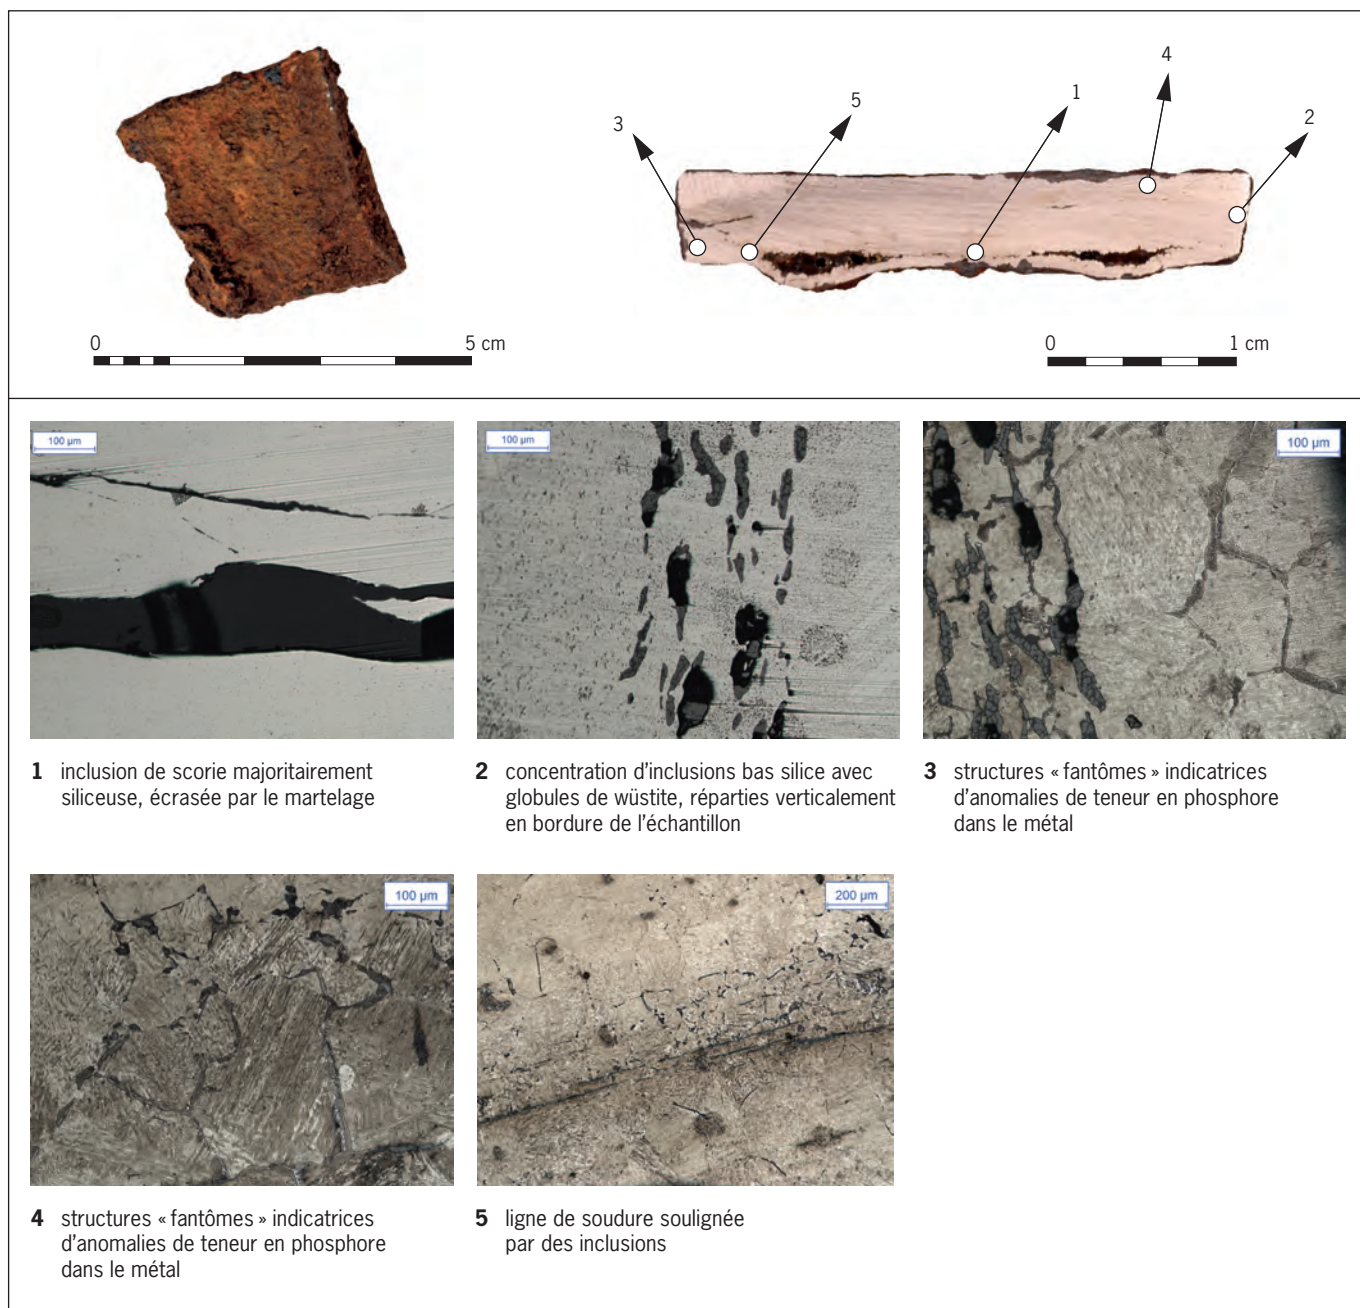 4
1
5
2
3
0
5 cm
0
1 cm
100 µm
100 µm
100 µm
1 inclusion de scorie majoritairement
siliceuse, écrasée par le martelage
2 concentration d'inclusions bas silice avec
globules de wüstite, réparties verticalement
en bordure de l'échantillon
3 structures « fantômes » indicatrices
d'anomalies de teneur en phosphore
dans le métal
100 µm
200 µm
4 structures « fantômes » indicatrices
d'anomalies de teneur en phosphore
dans le métal
5 ligne de soudure soulignée
par des inclusions